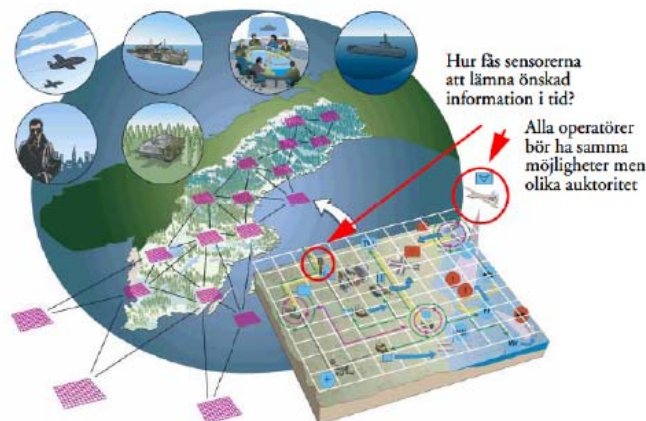 Hur fås sensorerna
att lämna önskad
information i tid?
Alla operatörer
bör ha samma
möjligheter men
olika auktoritet